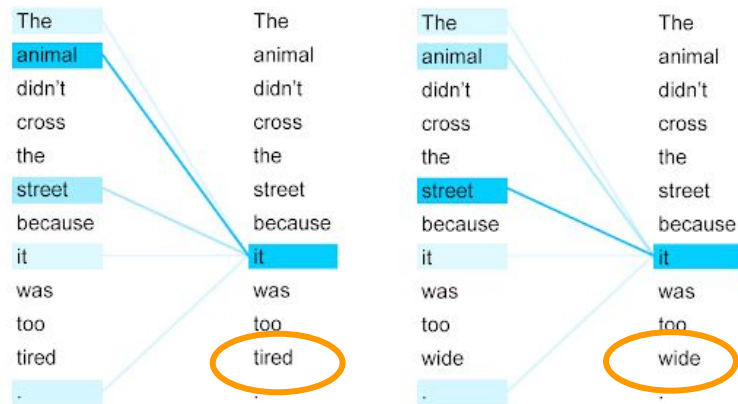 The The The The
animal animal animal animal
didn't didn't didn't didn't
cross cross cross cross
the the the the
street street street street
because because because because
it it it it
was was was was
too too too too
tired tired wide wide
. . . .